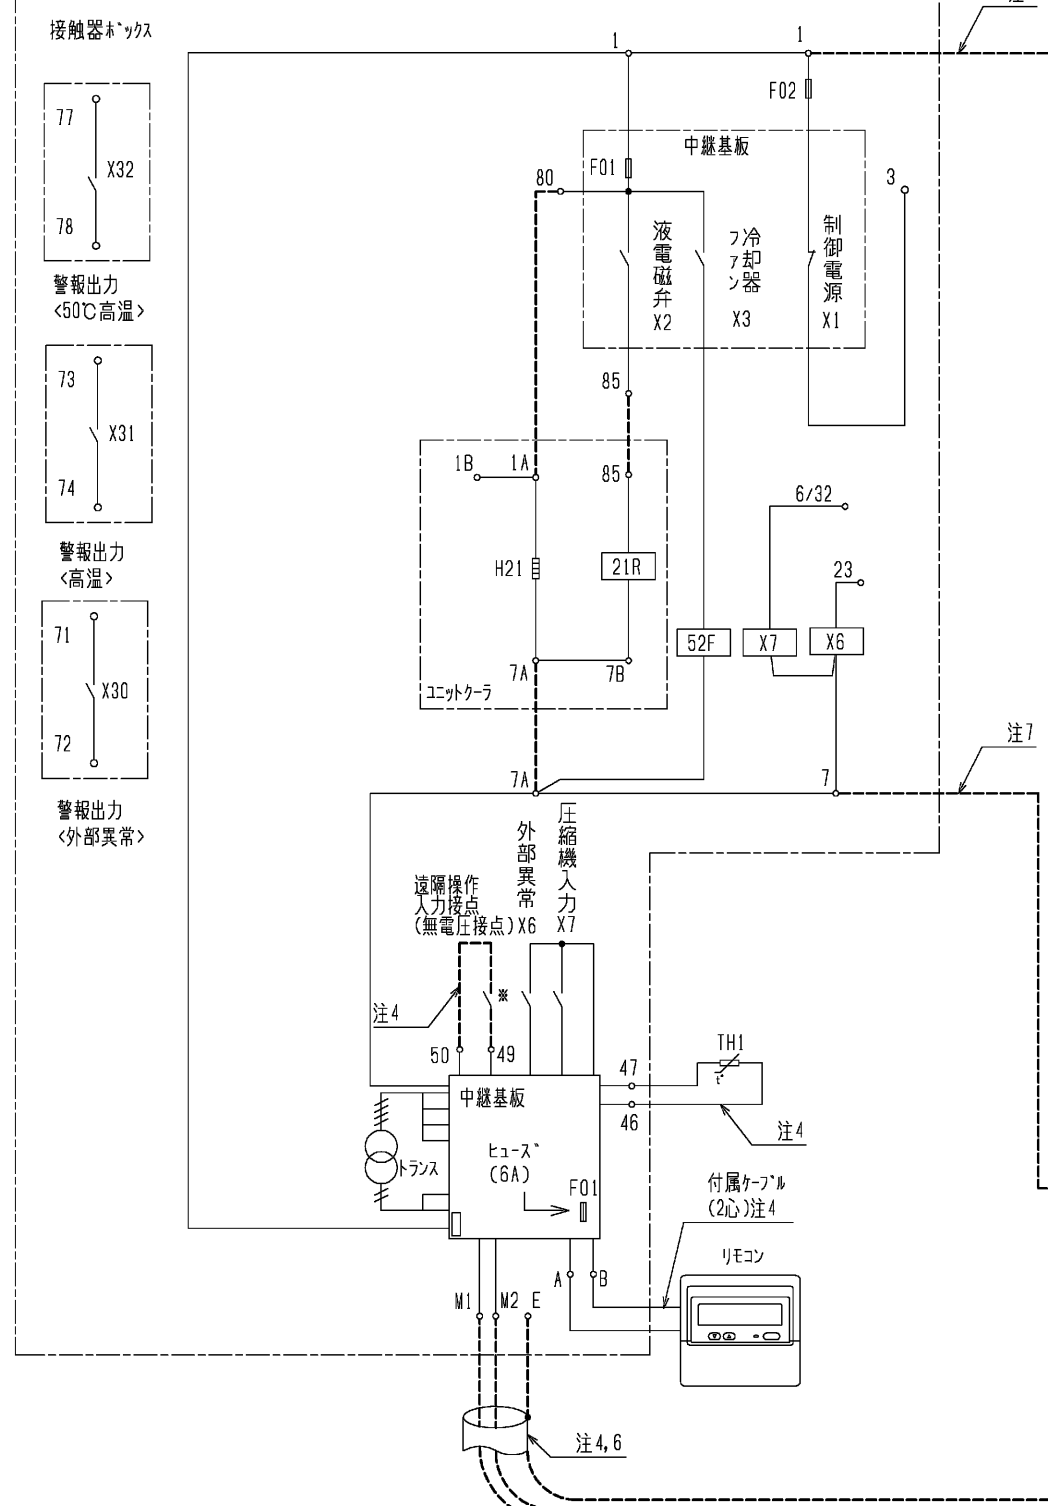 接触器ボックス
77
X32
78
警報出力
<50℃高温>
73
X31
74
警報出力
<高温>
71
X30
72
警報出力
<外部異常>
1
1
F02
中継基板
F01
80
3
液電磁弁
X2
冷却器
ファン
X3
制御電源
X1
85
1B
1A
85
H21
21R
7A
7B
ユニットクーラ
6/32
23
52F
X7
X6
7A
7
注7
遠隔操作
入力接点
(無電圧接点)
外部異常
X6
圧縮機入力
X7
※
注4
50
49
中継基板
ヒューズ
(6A)
F01
トランス
47
46
TH1
t°
注4
付属ケーブル
(2心)注4
リモコン
A
B
M1
M2
E
注4,6